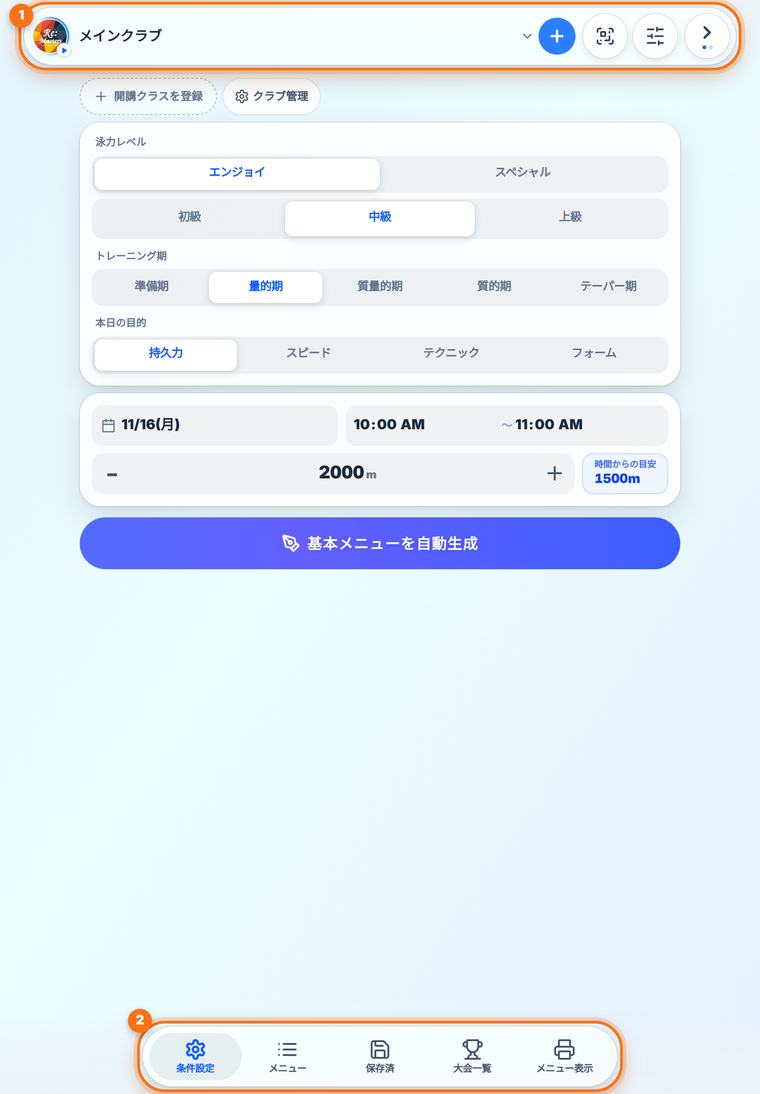 1
Re:
Masters
メインクラブ
開講クラスを登録
クラブ管理
泳力レベル
エンジョイ スペシャル
初級 中級 上級
トレーニング期
準備期 量的期 質量的期 質的期 テーパー期
本日の目的
持久力 スピード テクニック フォーム
11/16(月) 10:00 AM ～11:00 AM
− 2000m +
時間からの目安
1500m
基本メニューを自動生成
2
条件設定 メニュー 保存済 大会一覧 メニュー表示